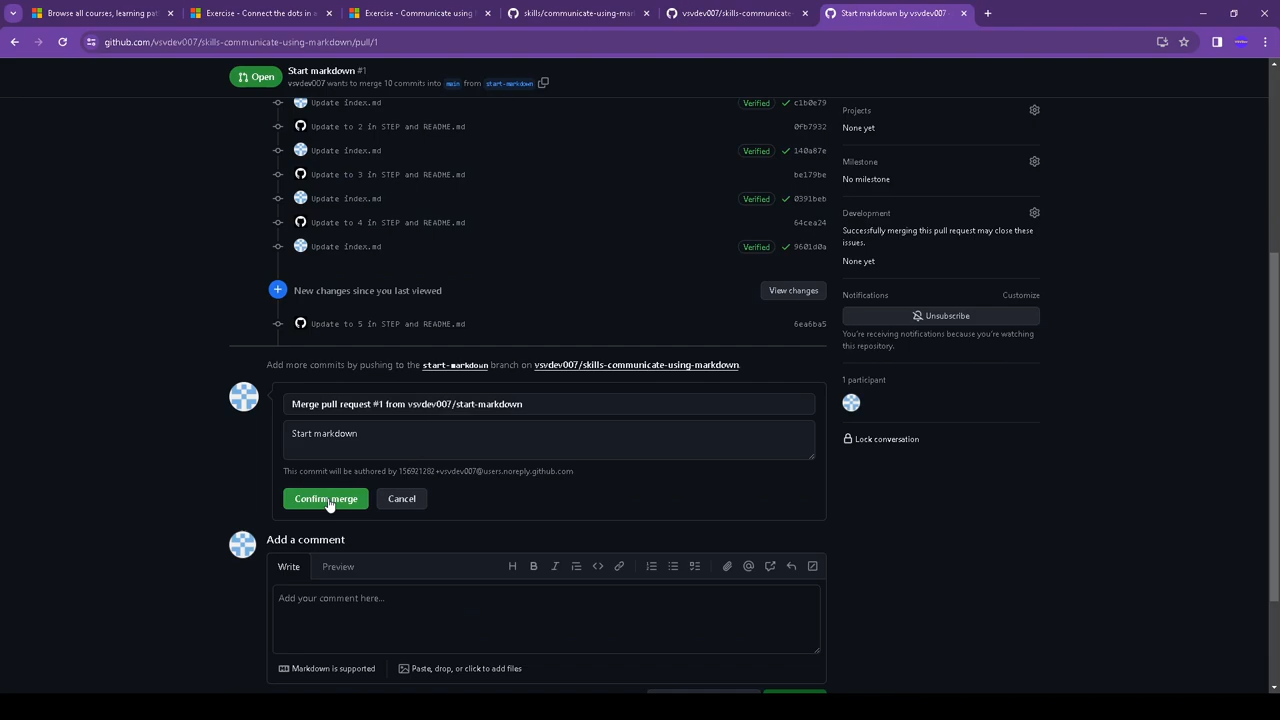 Browse all courses, learning pat
Exercise - Connect the dots in a
Exercise - Communicate using M
skills/communicate-using-mark
vsvdev007/skills-communicate-
Start markdown by vsvdev007
github.com/vsvdev007/skills-communicate-using-markdown/pull/1
Open
Start markdown #1
vsvdev007 wants to merge 10 commits into main from start-markdown
Update index.md Verified c1b0e79
Update to 2 in STEP and README.md 0fb7932
Update index.md Verified 140a87e
Update to 3 in STEP and README.md be179be
Update index.md Verified 0391beb
Update to 4 in STEP and README.md 64cea24
Update index.md Verified 9601d0a
New changes since you last viewed View changes
Update to 5 in STEP and README.md 6ea6ba5
Add more commits by pushing to the start-markdown branch on vsvdev007/skills-communicate-using-markdown.
Merge pull request #1 from vsvdev007/start-markdown
Start markdown
This commit will be authored by 156921282+vsvdev007@users.noreply.github.com
Confirm merge Cancel
Add a comment
Write Preview
Add your comment here...
Markdown is supported
Paste, drop, or click to add files
Projects
None yet
Milestone
No milestone
Development
Successfully merging this pull request may close these
issues.
None yet
Notifications Customize
Unsubscribe
You're receiving notifications because you're watching
this repository.
1 participant
Lock conversation